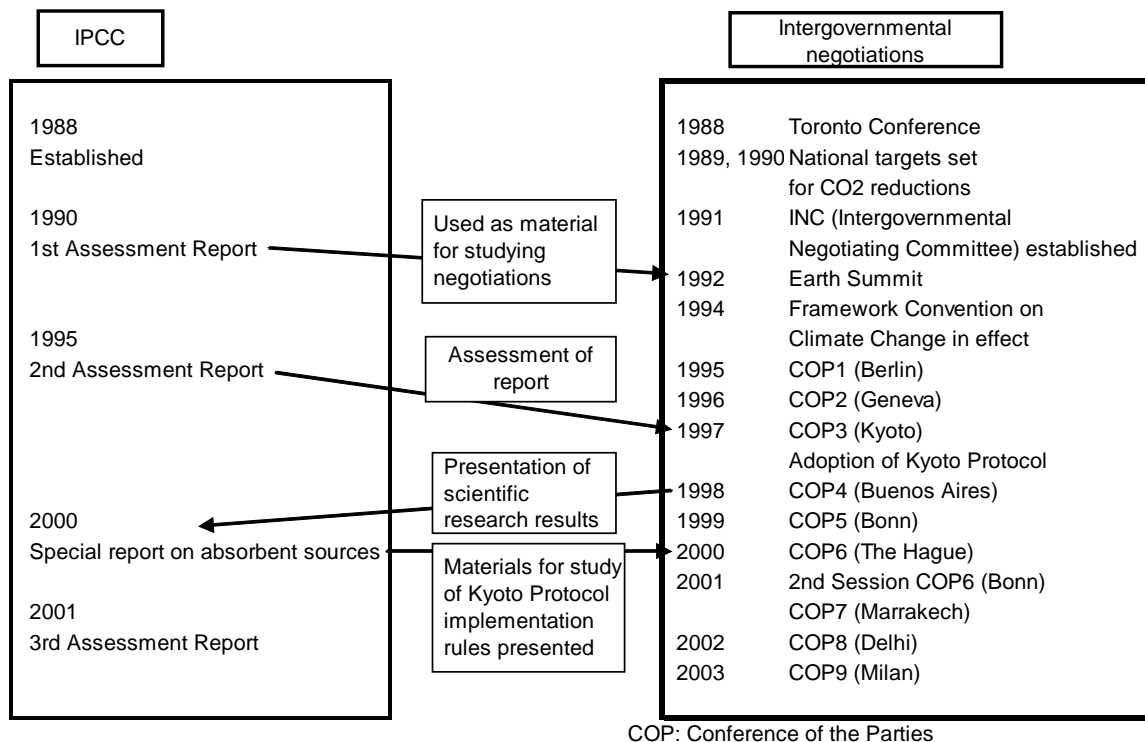 IPCC
1988
Established
1990
1st Assessment Report
1995
2nd Assessment Report
2000
Special report on absorbent sources
2001
3rd Assessment Report
Used as material
for studying
negotiations
Assessment of
report
Presentation of
scientific
research results
Materials for study
of Kyoto Protocol
implementation
rules presented
Intergovernmental
negotiations
1988 Toronto Conference
1989, 1990 National targets set
for CO2 reductions
1991 INC (Intergovernmental
Negotiating Committee) established
1992 Earth Summit
1994 Framework Convention on
Climate Change in effect
1995 COP1 (Berlin)
1996 COP2 (Geneva)
1997 COP3 (Kyoto)
Adoption of Kyoto Protocol
1998 COP4 (Buenos Aires)
1999 COP5 (Bonn)
2000 COP6 (The Hague)
2001 2nd Session COP6 (Bonn)
COP7 (Marrakech)
2002 COP8 (Delhi)
2003 COP9 (Milan)
COP: Conference of the Parties